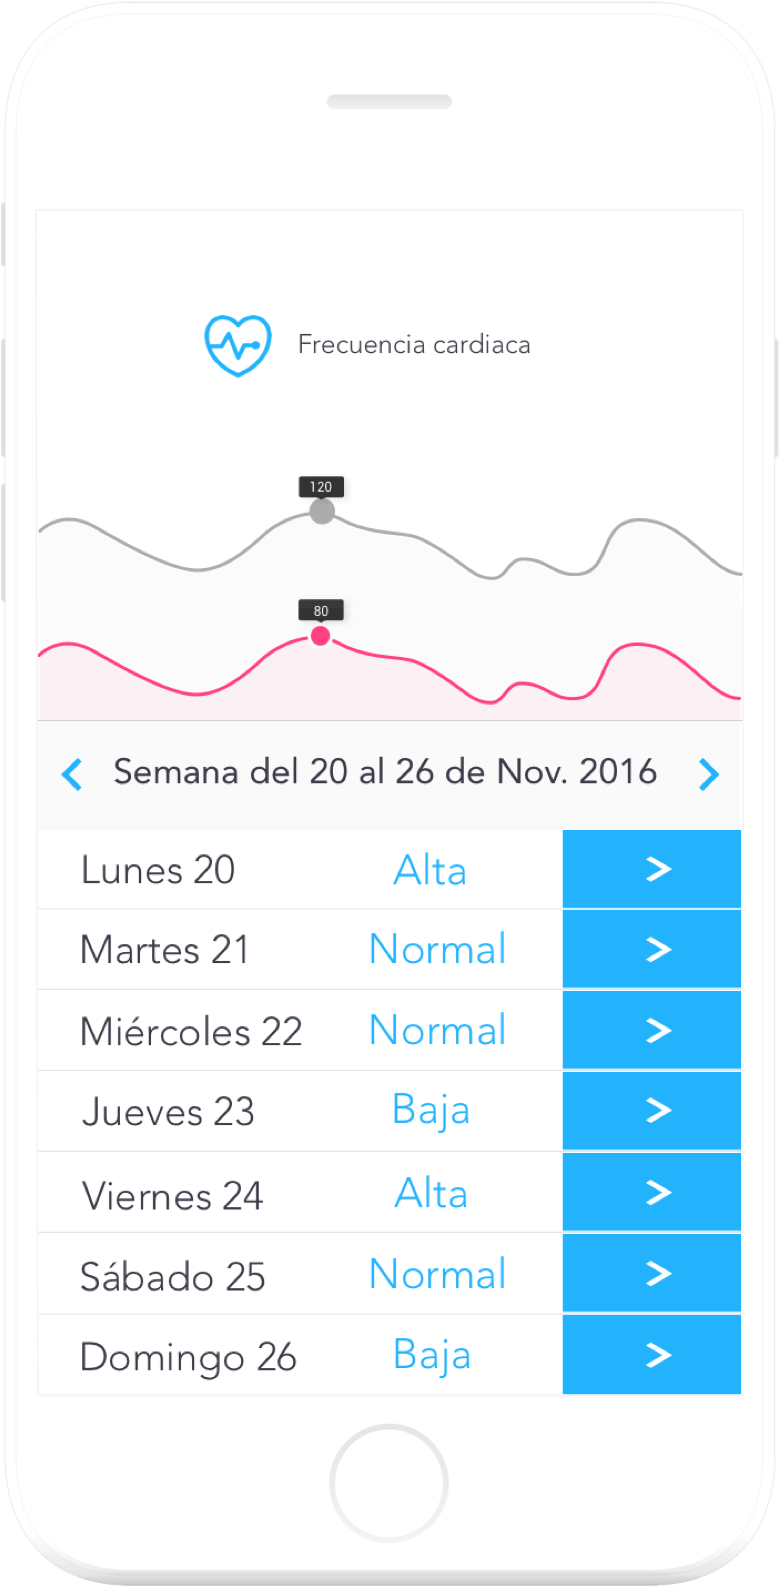 Frecuencia cardiaca
120
80
Semana del 20 al 26 de Nov. 2016
Lunes 20 Alta >
Martes 21 Normal >
Miércoles 22 Normal >
Jueves 23 Baja >
Viernes 24 Alta >
Sábado 25 Normal >
Domingo 26 Baja >